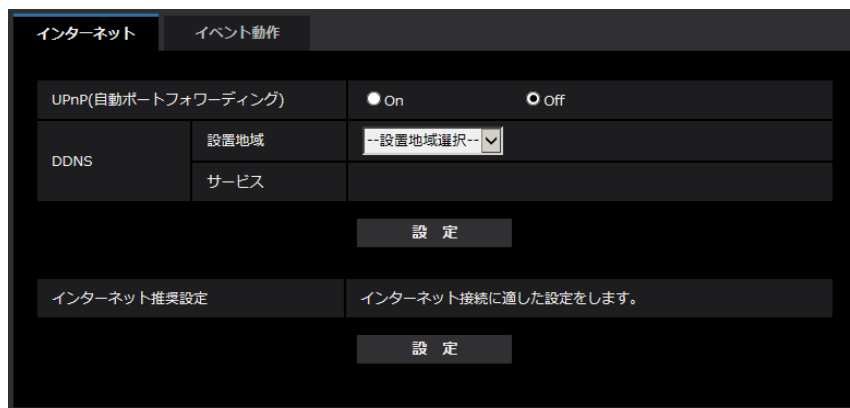 インターネット イベント動作
UPnP(自動ポートフォワーディング) On Off
DDNS 設置地域 --設置地域選択--
サービス
設 定
インターネット推奨設定 インターネット接続に適した設定をします。
設 定